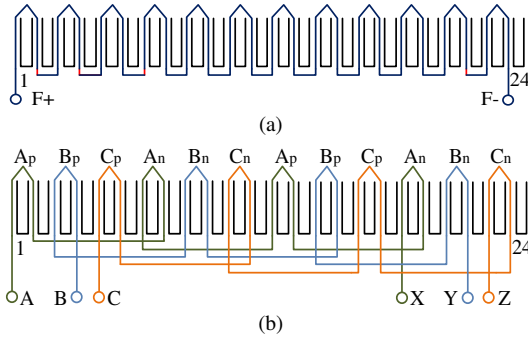 1 24
F+ F-
(a)
Ap Bp Cp An Bn Cn Ap Bp Cp An Bn Cn
1 24
A B C X Y Z
(b)